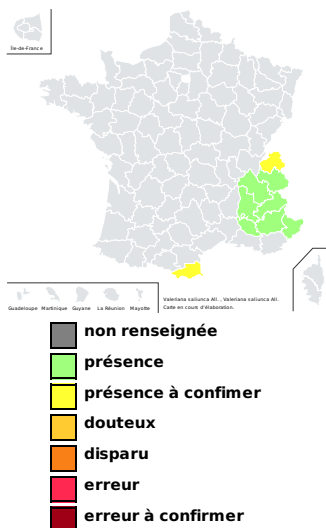 Île-de-France
Guadeloupe Martinique Guyane La Réunion Mayotte
Valeriana saliunca All. , Valeriana saliunca All.
Carte en cours d'élaboration.
non renseignée
présence
présence à confimer
douteux
disparu
erreur
erreur à confirmer